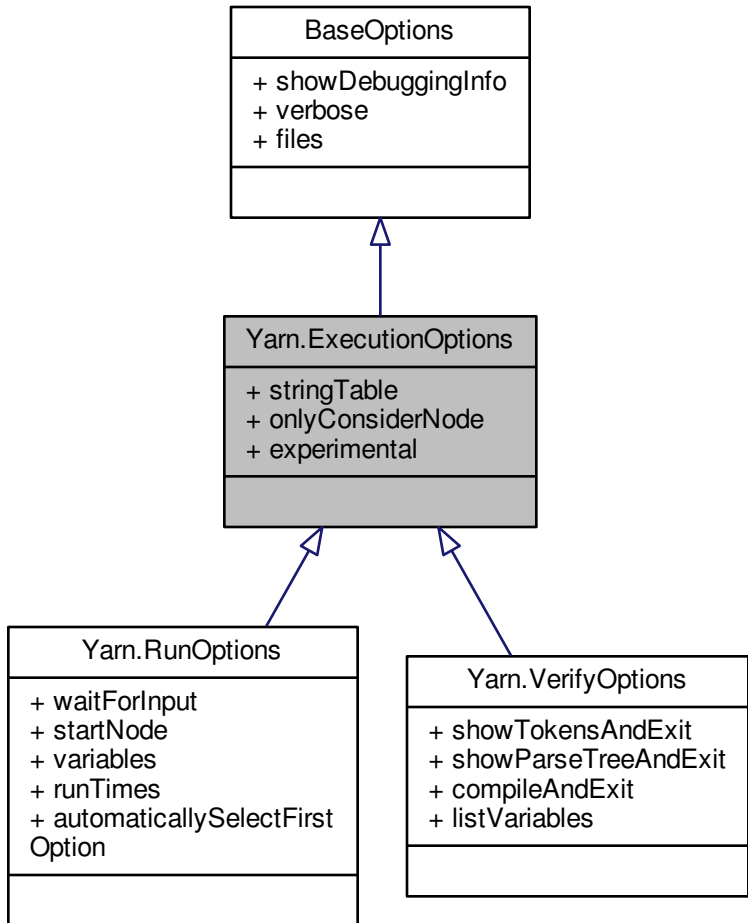 BaseOptions
+ showDebuggingInfo
+ verbose
+ files
Yarn.ExecutionOptions
+ stringTable
+ onlyConsiderNode
+ experimental
Yarn.RunOptions
+ waitForInput
+ startNode
+ variables
+ runTimes
+ automaticallySelectFirst
Option
Yarn.VerifyOptions
+ showTokensAndExit
+ showParseTreeAndExit
+ compileAndExit
+ listVariables